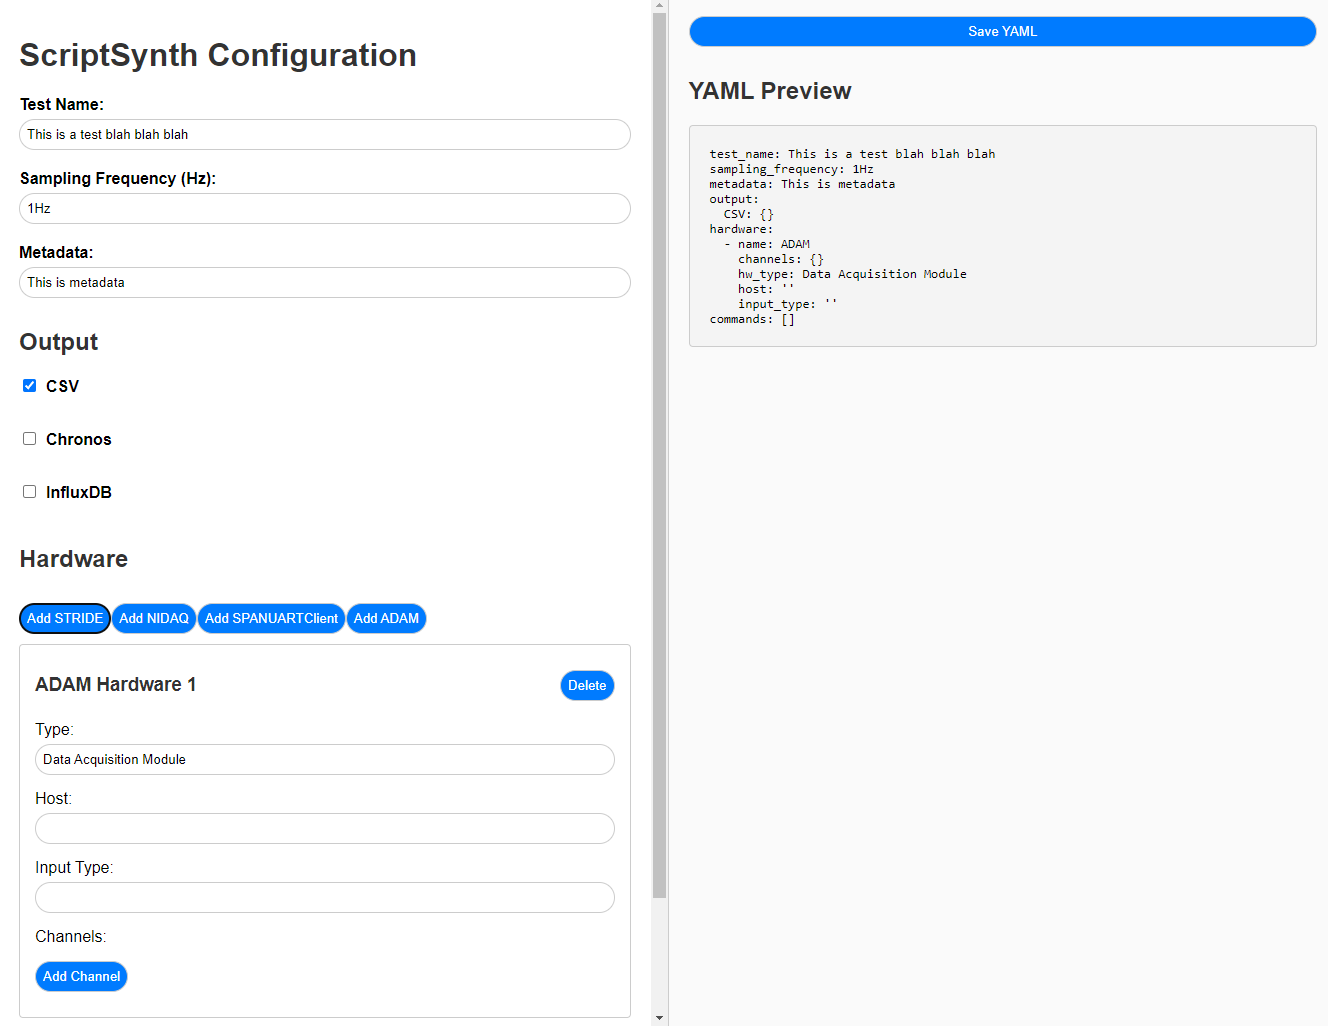 ScriptSynth Configuration
Test Name:
This is a test blah blah blah
Sampling Frequency (Hz):
1Hz
Metadata:
This is metadata
Output
CSV
Chronos
InfluxDB
Hardware
Add STRIDE Add NIDAQ Add SPANUARTClient Add ADAM
ADAM Hardware 1
Delete
Type:
Data Acquisition Module
Host:
Input Type:
Channels:
Add Channel
Save YAML
YAML Preview
test_name: This is a test blah blah blah
sampling_frequency: 1Hz
metadata: This is metadata
output:
  CSV: {}
hardware:
  - name: ADAM
    channels: {}
    hw_type: Data Acquisition Module
    host: ''
    input_type: ''
commands: []